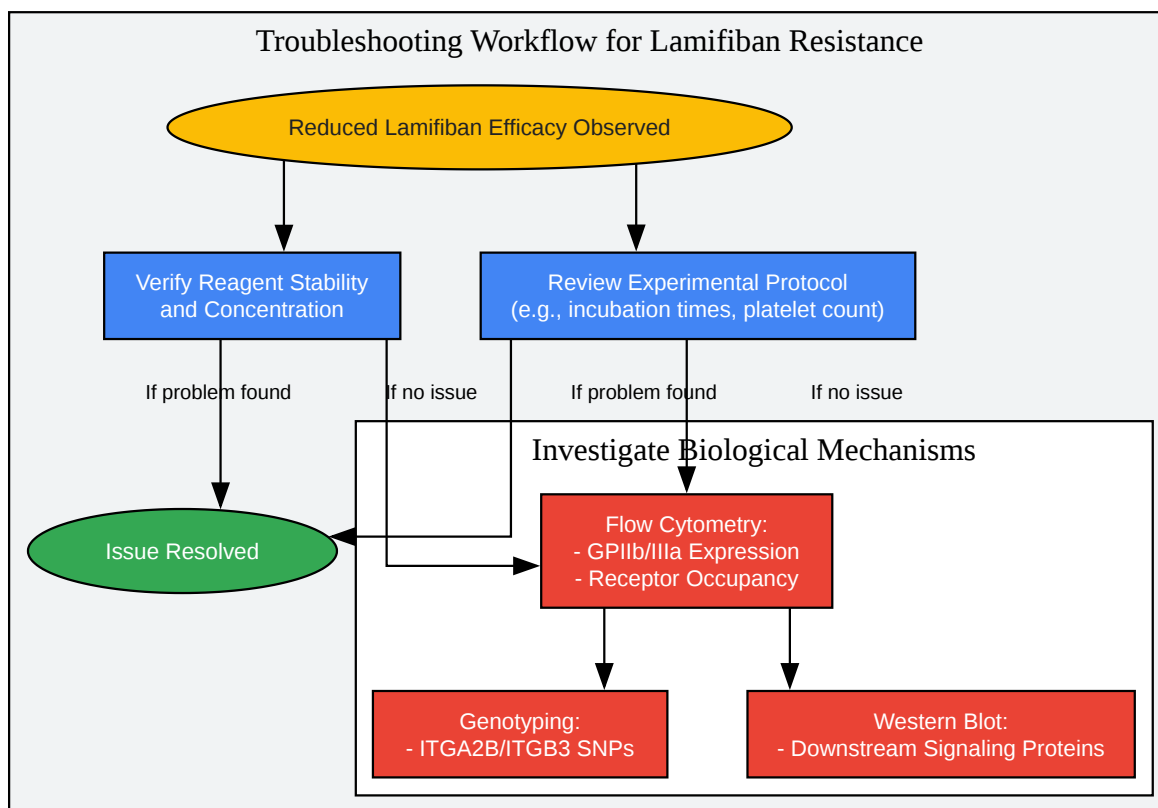 Troubleshooting Workflow for Lamifiban Resistance
Reduced Lamifiban Efficacy Observed
Verify Reagent Stability
and Concentration
Review Experimental Protocol
(e.g., incubation times, platelet count)
If problem found
If no issue
If problem found
If no issue
Investigate Biological Mechanisms
Flow Cytometry:
- GPIIb/IIIa Expression
- Receptor Occupancy
Issue Resolved
Genotyping:
- ITGA2B/ITGB3 SNPs
Western Blot:
- Downstream Signaling Proteins